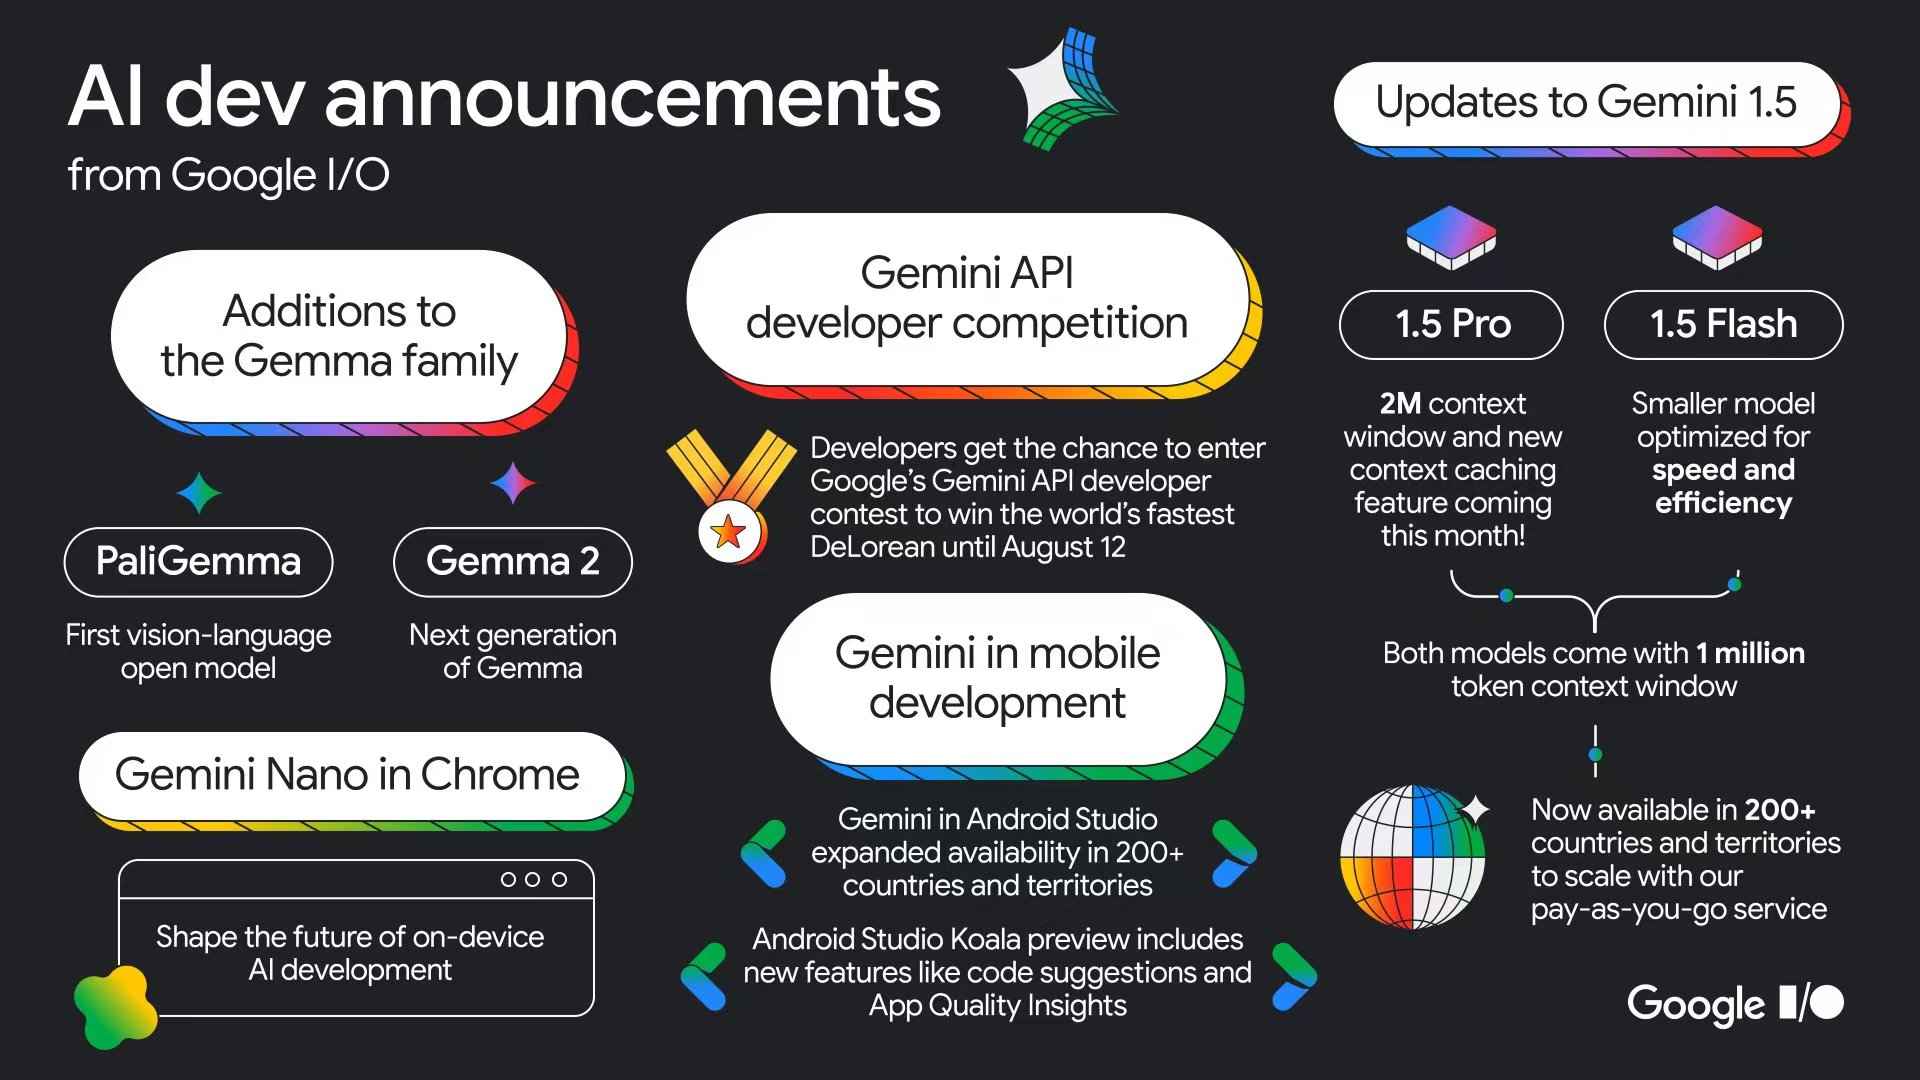 AI dev announcements
from Google I/O
Additions to
the Gemma family
PaliGemma
First vision-language
open model
Gemma 2
Next generation
of Gemma
Gemini Nano in Chrome
Shape the future of on-device
AI development
Gemini API
developer competition
Developers get the chance to enter
Google's Gemini API developer
contest to win the world's fastest
DeLorean until August 12
Gemini in mobile
development
Gemini in Android Studio
expanded availability in 200+
countries and territories
Android Studio Koala preview includes
new features like code suggestions and
App Quality Insights
Updates to Gemini 1.5
1.5 Pro
2M context
window and new
context caching
feature coming
this month!
1.5 Flash
Smaller model
optimized for
speed and
efficiency
Both models come with 1 million
token context window
Now available in 200+
countries and territories
to scale with our
pay-as-you-go service
Google I/O